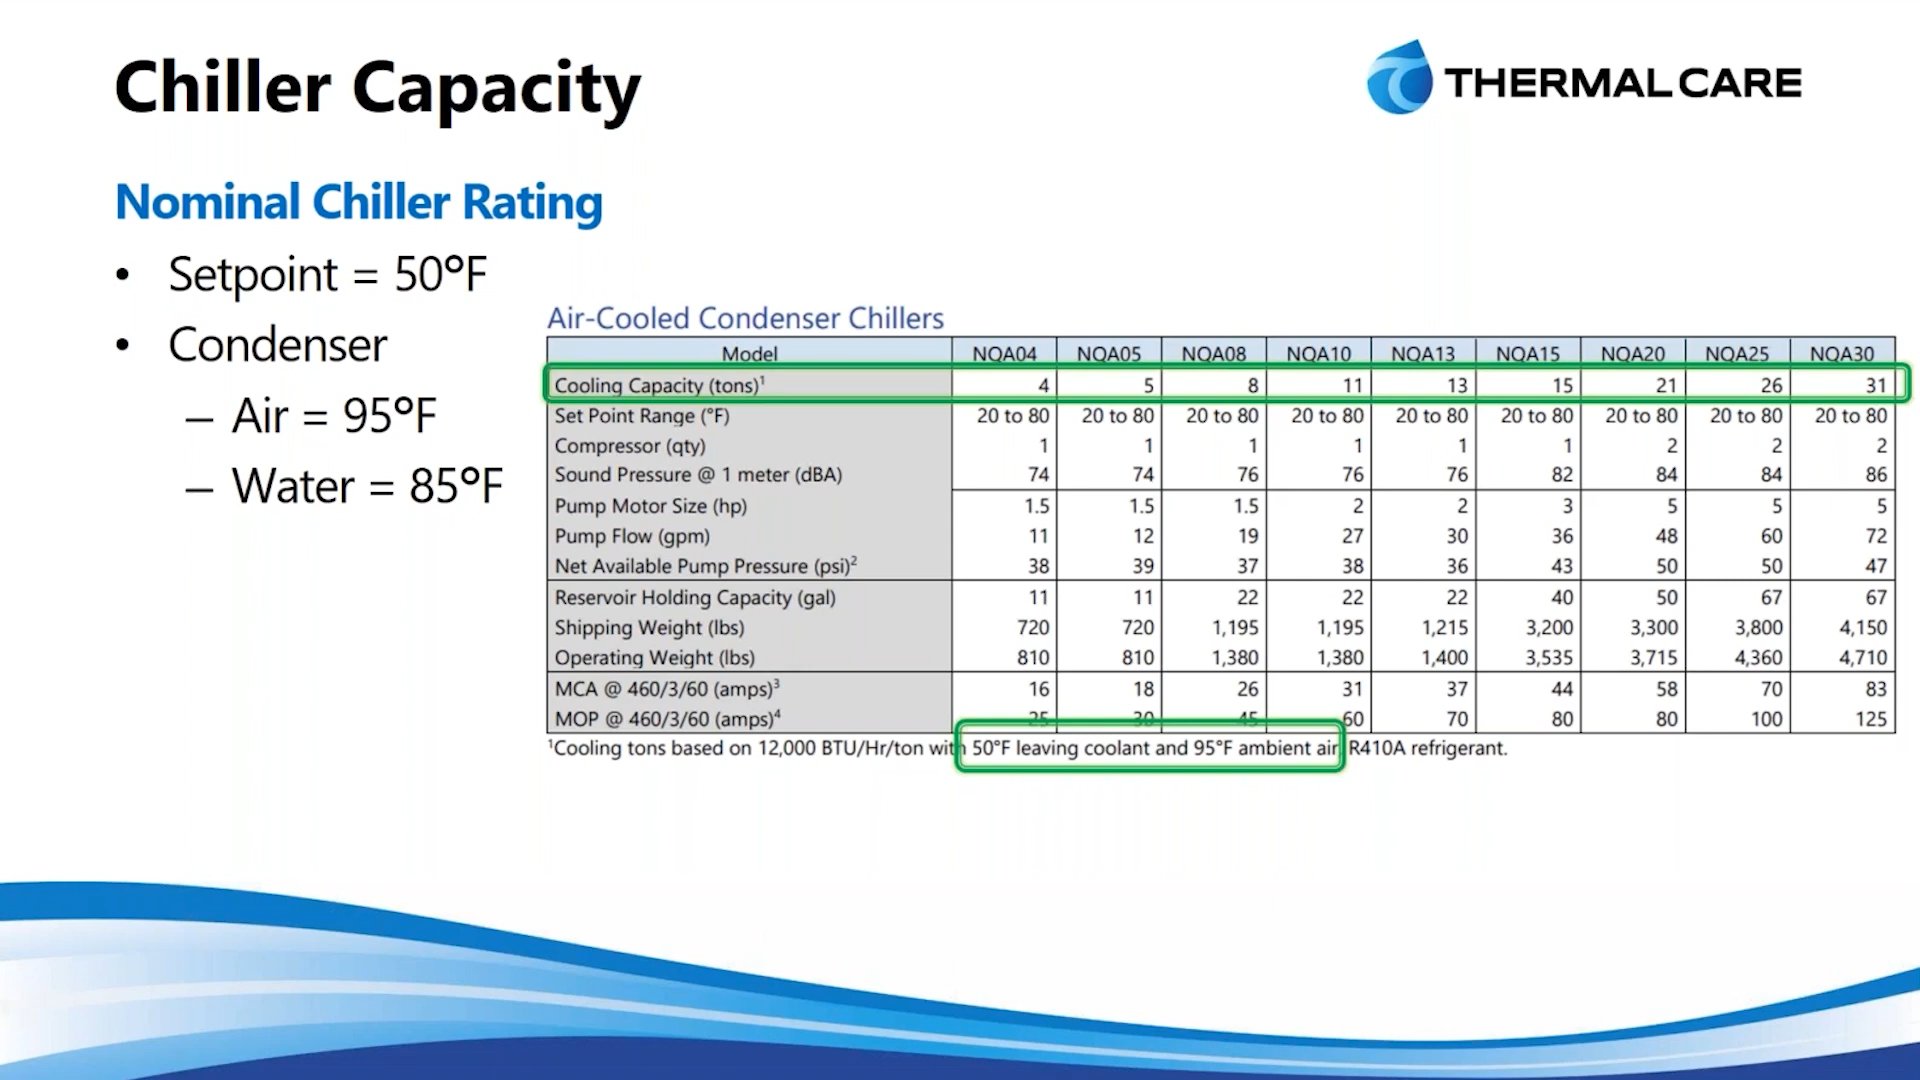 Chiller Capacity
THERMAL CARE
Nominal Chiller Rating
• Setpoint = 50°F
• Condenser
– Air = 95°F
– Water = 85°F
Air-Cooled Condenser Chillers
Model NQA04 NQA05 NQA08 NQA10 NQA13 NQA15 NQA20 NQA25 NQA30
Cooling Capacity (tons)¹ 4 5 8 11 13 15 21 26 31
Set Point Range (°F) 20 to 80 20 to 80 20 to 80 20 to 80 20 to 80 20 to 80 20 to 80 20 to 80 20 to 80
Compressor (qty) 1 1 1 1 1 1 2 2 2
Sound Pressure @ 1 meter (dBA) 74 74 76 76 76 82 84 84 86
Pump Motor Size (hp) 1.5 1.5 1.5 2 2 3 5 5 5
Pump Flow (gpm) 11 12 19 27 30 36 48 60 72
Net Available Pump Pressure (psi)² 38 39 37 38 36 43 50 50 47
Reservoir Holding Capacity (gal) 11 11 22 22 22 40 50 67 67
Shipping Weight (lbs) 720 720 1,195 1,195 1,215 3,200 3,300 3,800 4,150
Operating Weight (lbs) 810 810 1,380 1,380 1,400 3,535 3,715 4,360 4,710
MCA @ 460/3/60 (amps)³ 16 18 26 31 37 44 58 70 83
MOP @ 460/3/60 (amps)⁴ 25 30 45 60 70 80 80 100 125
¹Cooling tons based on 12,000 BTU/Hr/ton with 50°F leaving coolant and 95°F ambient air R410A refrigerant.